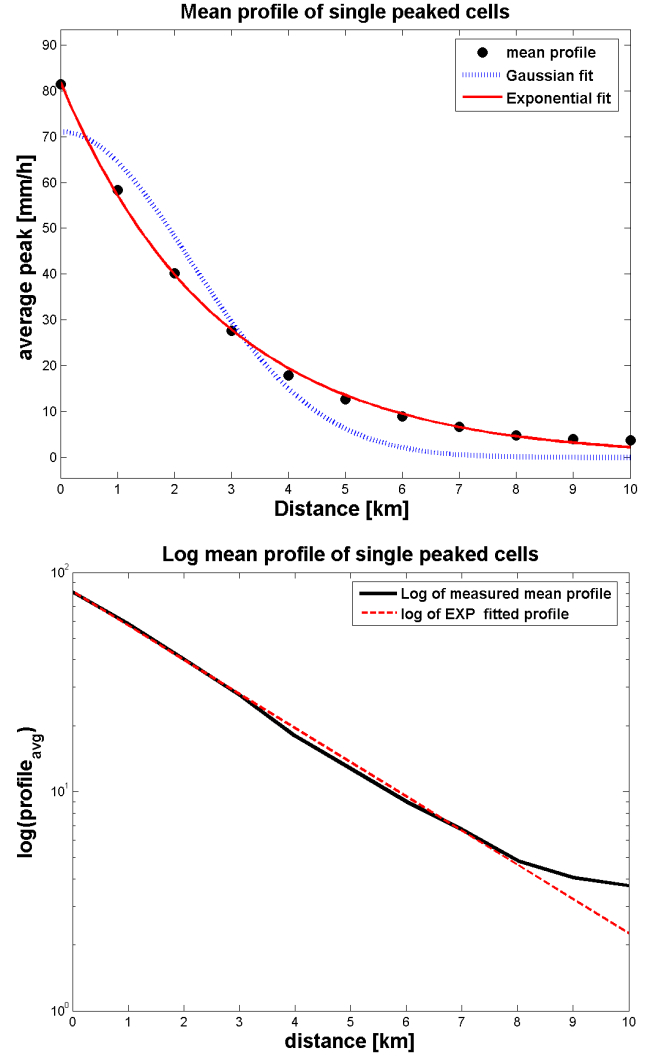 Mean profile of single peaked cells
90
80
70
60
50
40
30
20
10
0
average peak [mm/h]
mean profile
Gaussian fit
Exponential fit
0 1 2 3 4 5 6 7 8 9 10
Distance [km]
Log mean profile of single peaked cells
10^2
10^1
10^0
log(profile_avg)
Log of measured mean profile
log of EXP fitted profile
0 1 2 3 4 5 6 7 8 9 10
distance [km]